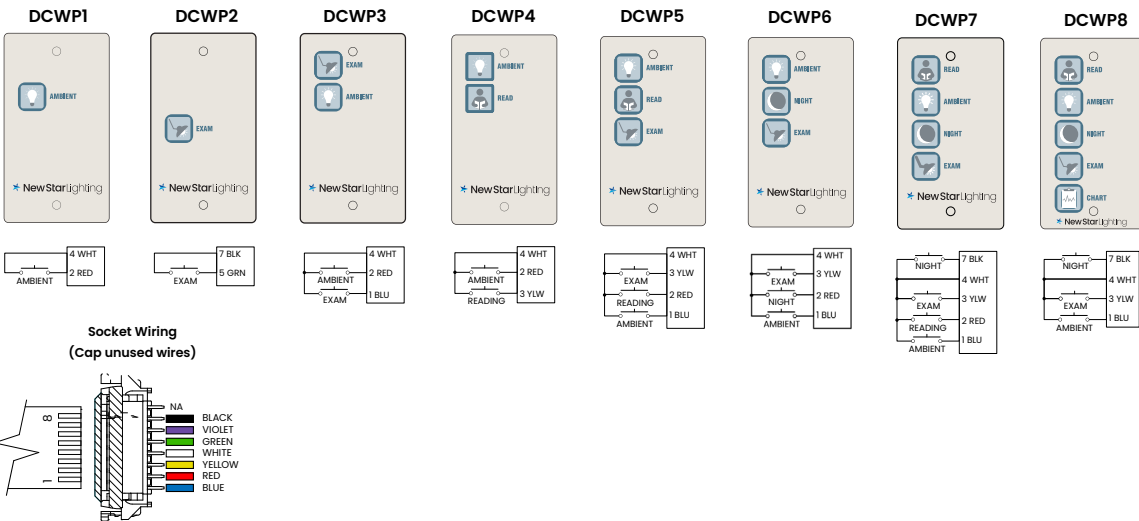 DCWP1
AMBIENT
NewStarLighting
4 WHT
2 RED
AMBIENT
DCWP2
EXAM
NewStarLighting
7 BLK
5 GRN
EXAM
DCWP3
EXAM
AMBIENT
NewStarLighting
4 WHT
2 RED
AMBIENT
1 BLU
EXAM
DCWP4
AMBIENT
READ
NewStarLighting
4 WHT
2 RED
AMBIENT
3 YLW
READING
DCWP5
AMBIENT
READ
EXAM
NewStarLighting
4 WHT
3 YLW
EXAM
2 RED
READING
1 BLU
AMBIENT
DCWP6
AMBIENT
NIGHT
EXAM
NewStarLighting
4 WHT
3 YLW
EXAM
2 RED
NIGHT
1 BLU
AMBIENT
DCWP7
READ
AMBIENT
NIGHT
EXAM
NewStarLighting
7 BLK
NIGHT
4 WHT
3 YLW
EXAM
2 RED
READING
1 BLU
AMBIENT
DCWP8
READ
AMBIENT
NIGHT
EXAM
CHART
NewStarLighting
7 BLK
NIGHT
4 WHT
3 YLW
EXAM
1 BLU
AMBIENT
Socket Wiring
(Cap unused wires)
8
1
NA
BLACK
VIOLET
GREEN
WHITE
YELLOW
RED
BLUE